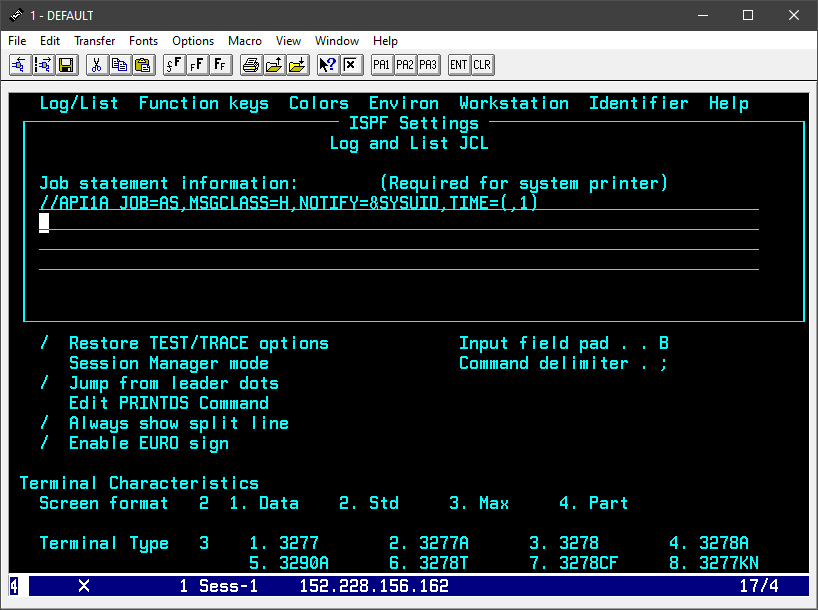 1 - DEFAULT
File Edit Transfer Fonts Options Macro View Window Help
PA1 PA2 PA3 ENT CLR
Log/List Function keys Colors Environ Workstation Identifier Help
ISPF Settings
Log and List JCL
Job statement information: (Required for system printer)
//API1A JOB=AS,MSGCLASS=H,NOTIFY=&SYSUID,TIME=(,1)
/ Restore TEST/TRACE options Input field pad . . B
Session Manager mode Command delimiter . ;
/ Jump from leader dots
Edit PRINTDS Command
/ Always show split line
/ Enable EURO sign
Terminal Characteristics
Screen format 2 1. Data 2. Std 3. Max 4. Part
Terminal Type 3 1. 3277 2. 3277A 3. 3278 4. 3278A
5. 3290A 6. 3278T 7. 3278CF 8. 3277KN
4 X 1 Sess-1 152.228.156.162 17/4